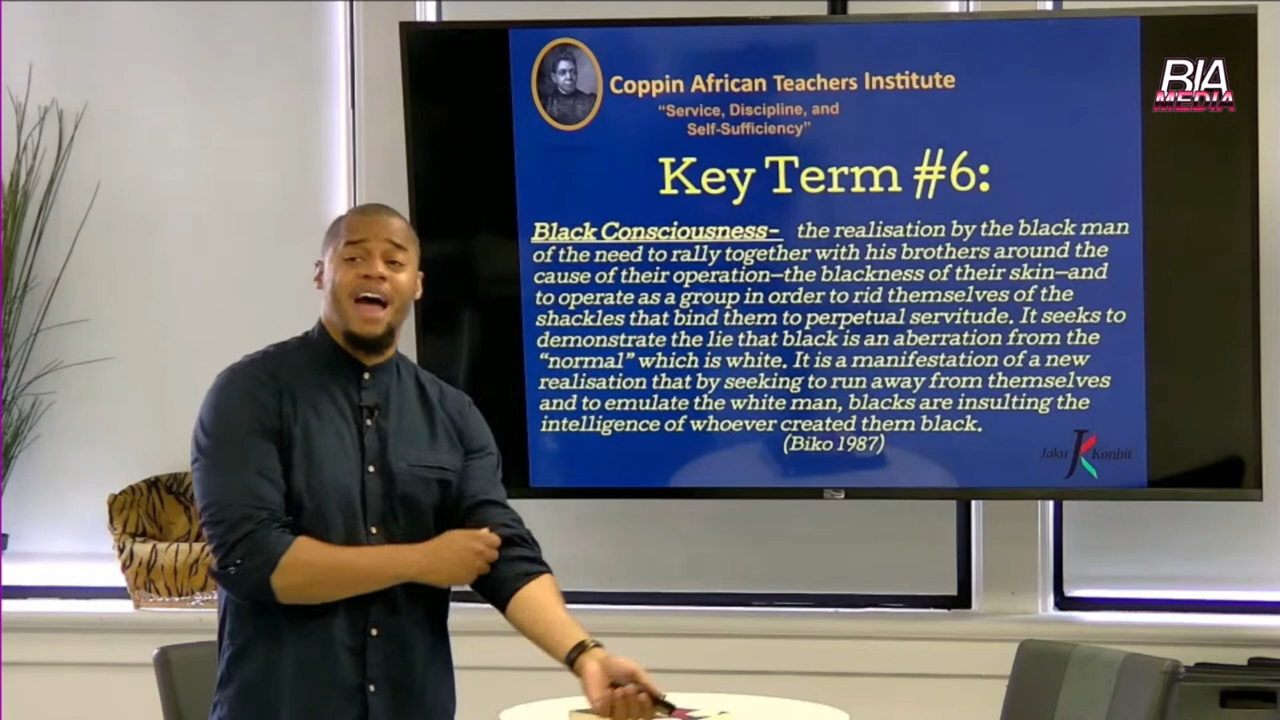 BIA
MEDIA
Coppin African Teachers Institute
"Service, Discipline, and
Self-Sufficiency"
Key Term #6:
Black Consciousness- the realisation by the black man
of the need to rally together with his brothers around the
cause of their operation—the blackness of their skin—and
to operate as a group in order to rid themselves of the
shackles that bind them to perpetual servitude. It seeks to
demonstrate the lie that black is an aberration from the
"normal" which is white. It is a manifestation of a new
realisation that by seeking to run away from themselves
and to emulate the white man, blacks are insulting the
intelligence of whoever created them black.
(Biko 1987)
Jaku Konbit